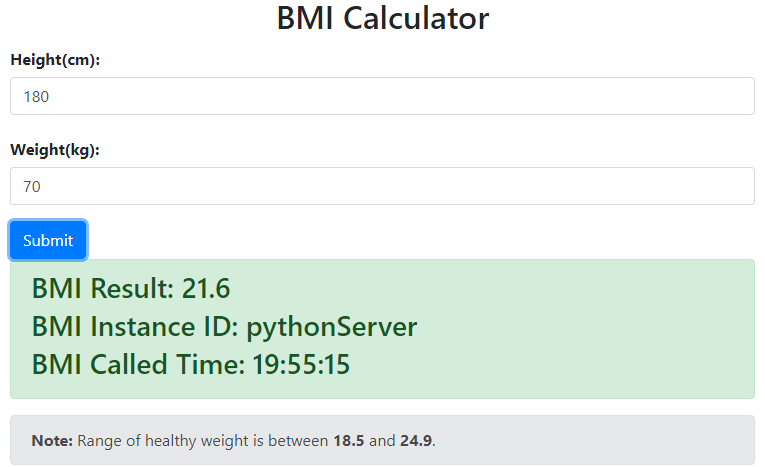 BMI Calculator
Height(cm):
180
Weight(kg):
70
Submit
BMI Result: 21.6
BMI Instance ID: pythonServer
BMI Called Time: 19:55:15
Note: Range of healthy weight is between 18.5 and 24.9.